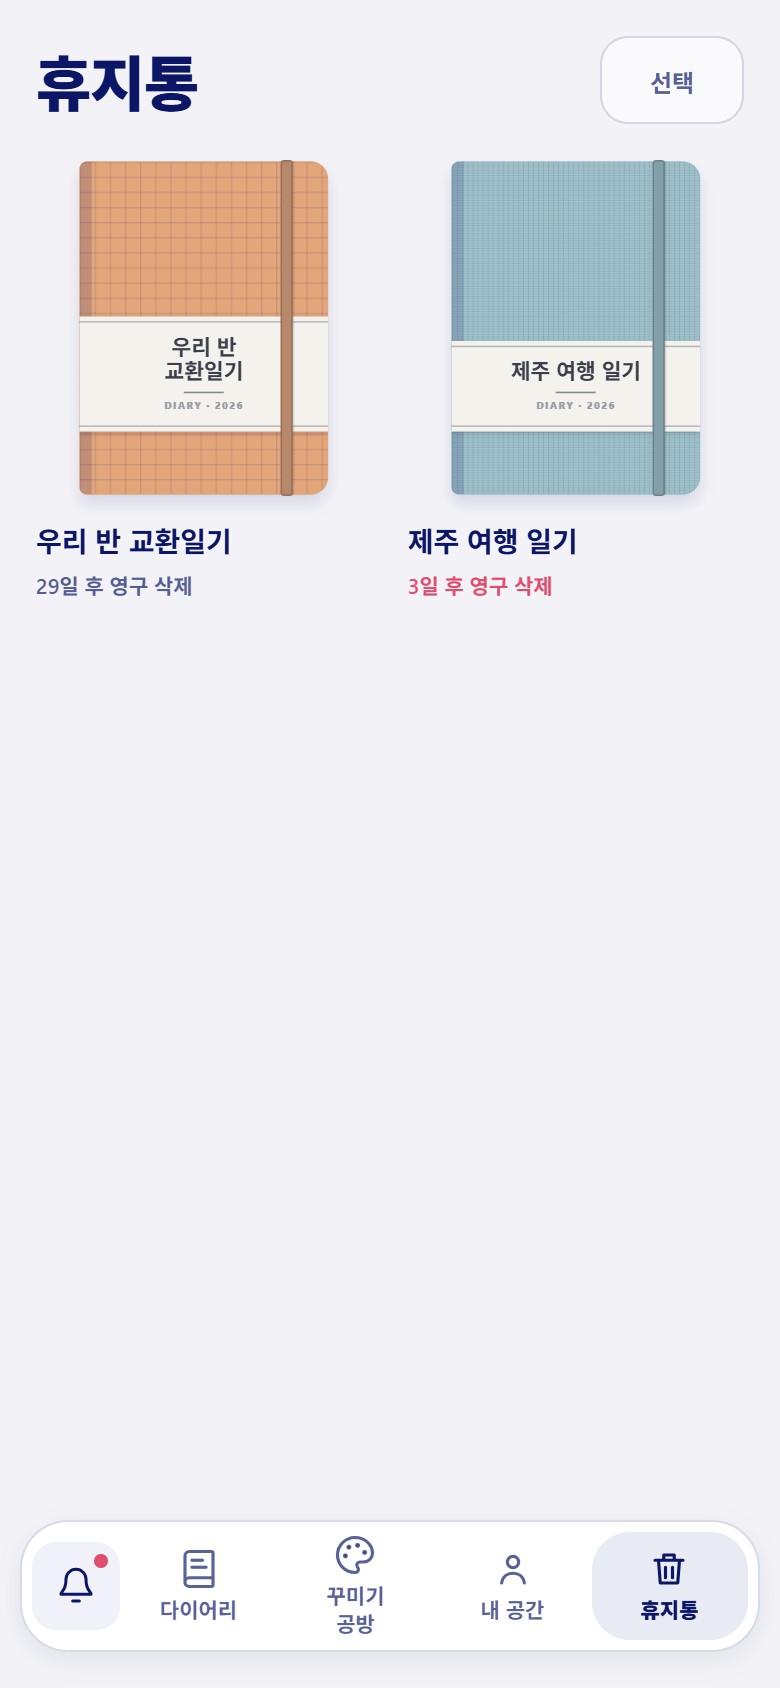 휴지통
선택
우리 반
교환일기
DIARY · 2026
제주 여행 일기
DIARY · 2026
우리 반 교환일기
29일 후 영구 삭제
제주 여행 일기
3일 후 영구 삭제
다이어리
꾸미기
공방
내 공간
휴지통